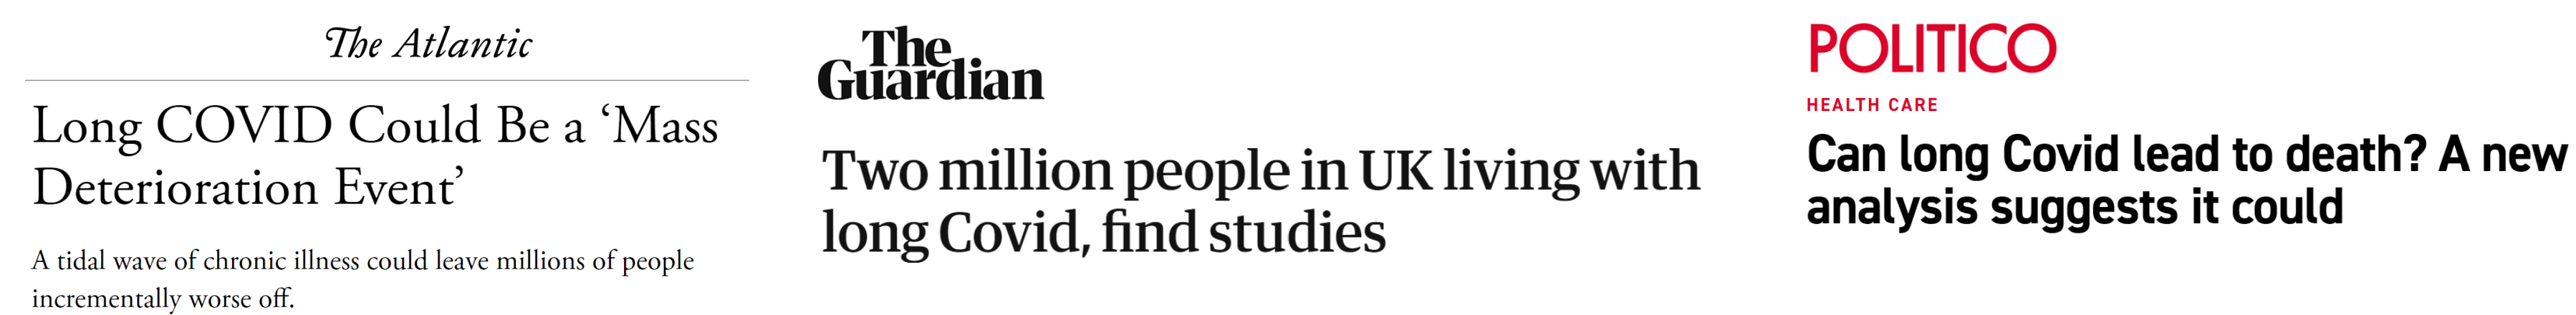 The Atlantic
Long COVID Could Be a ‘Mass
Deterioration Event’
A tidal wave of chronic illness could leave millions of people
incrementally worse off.
The
Guardian
Two million people in UK living with
long Covid, find studies
POLITICO
HEALTH CARE
Can long Covid lead to death? A new
analysis suggests it could